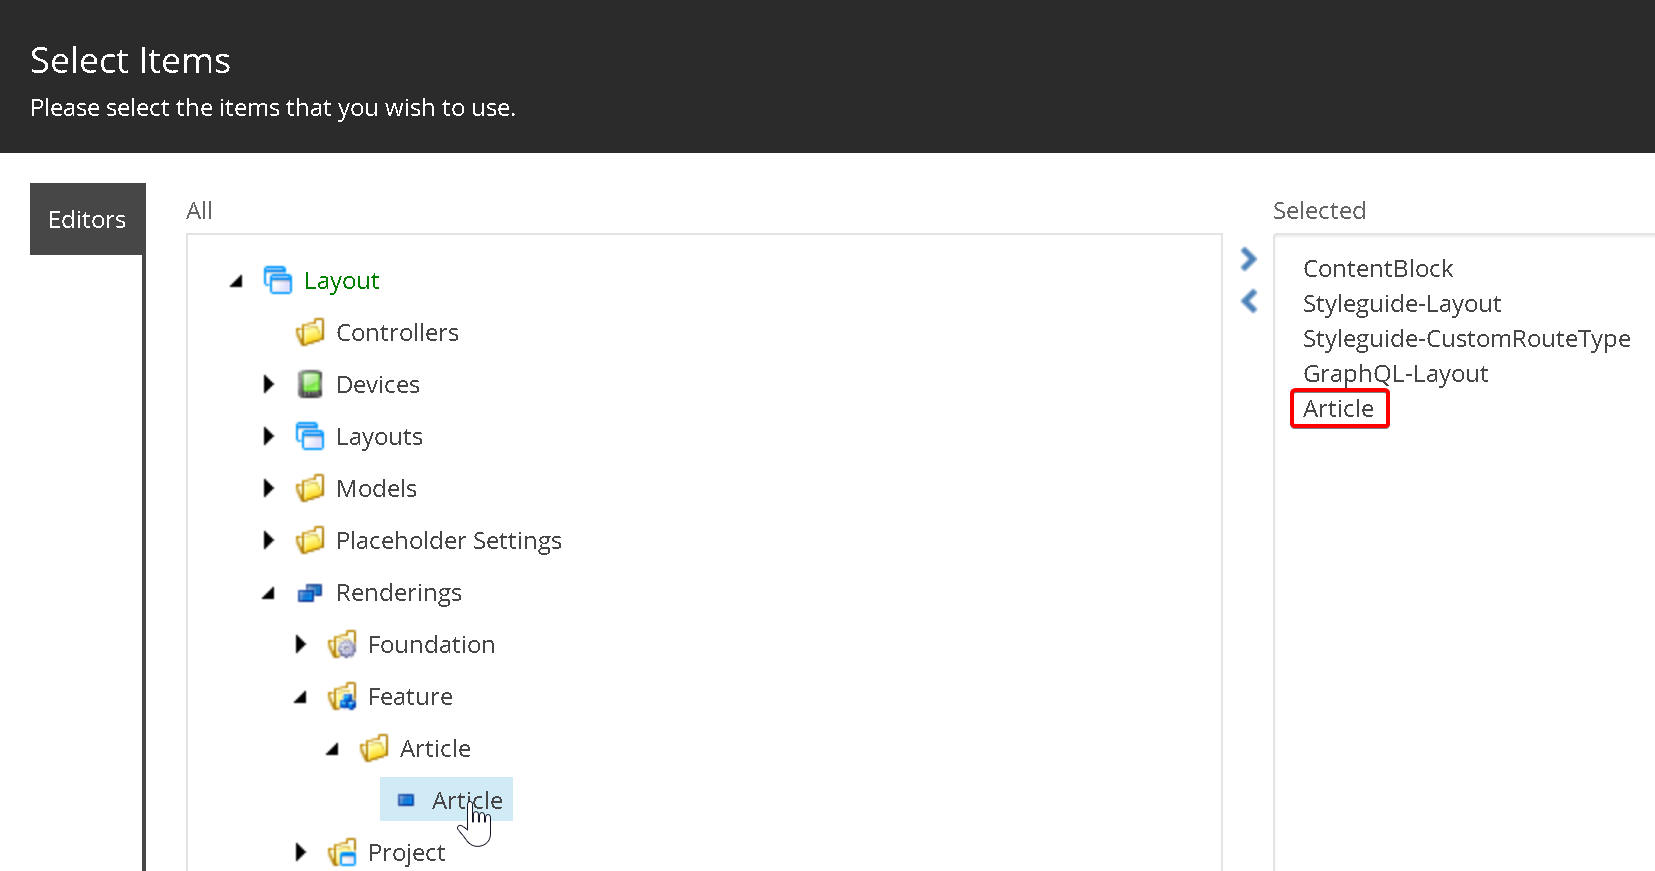 Select Items
Please select the items that you wish to use.
Editors
All
Layout
Controllers
Devices
Layouts
Models
Placeholder Settings
Renderings
Foundation
Feature
Article
Article
Project
Selected
ContentBlock
Styleguide-Layout
Styleguide-CustomRouteType
GraphQL-Layout
Article